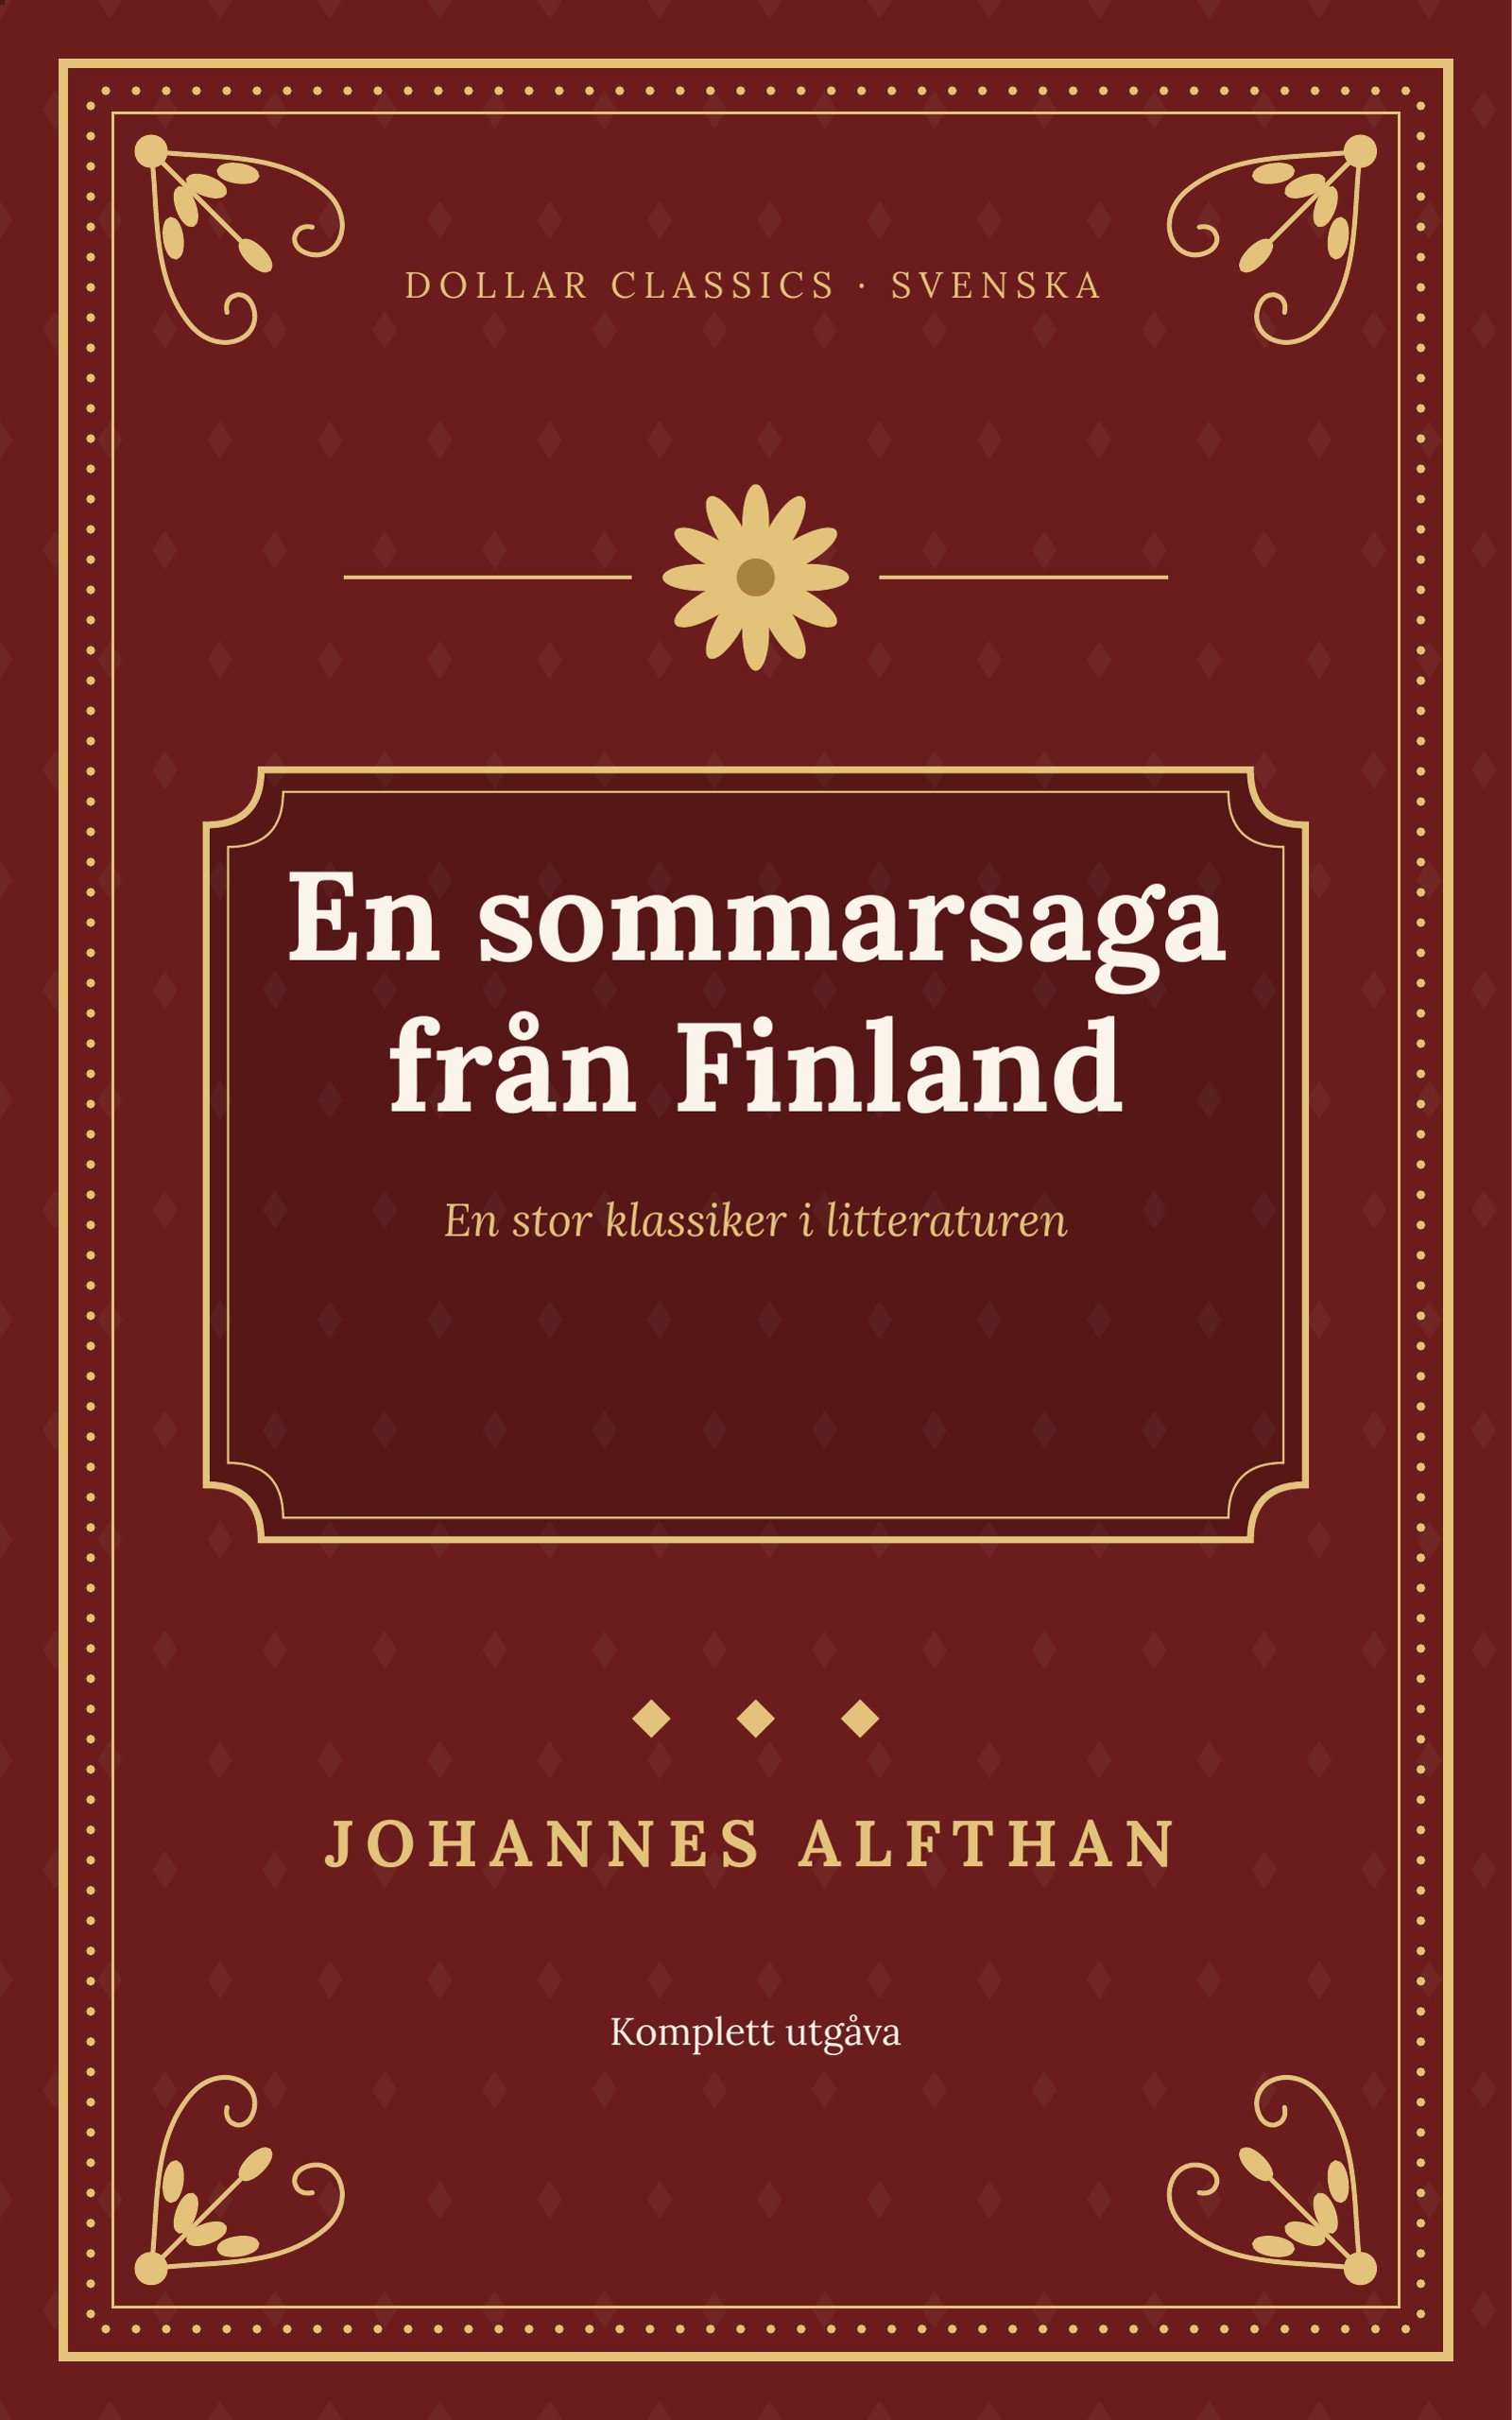 DOLLAR CLASSICS · SVENSKA
En sommarsaga
från Finland
En stor klassiker i litteraturen
JOHANNES ALFTHAN
Komplett utgåva